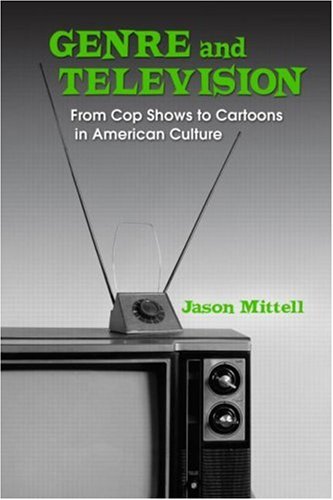 GENRE and
TELEVISION
From Cop Shows to Cartoons
in American Culture
Jason Mittell